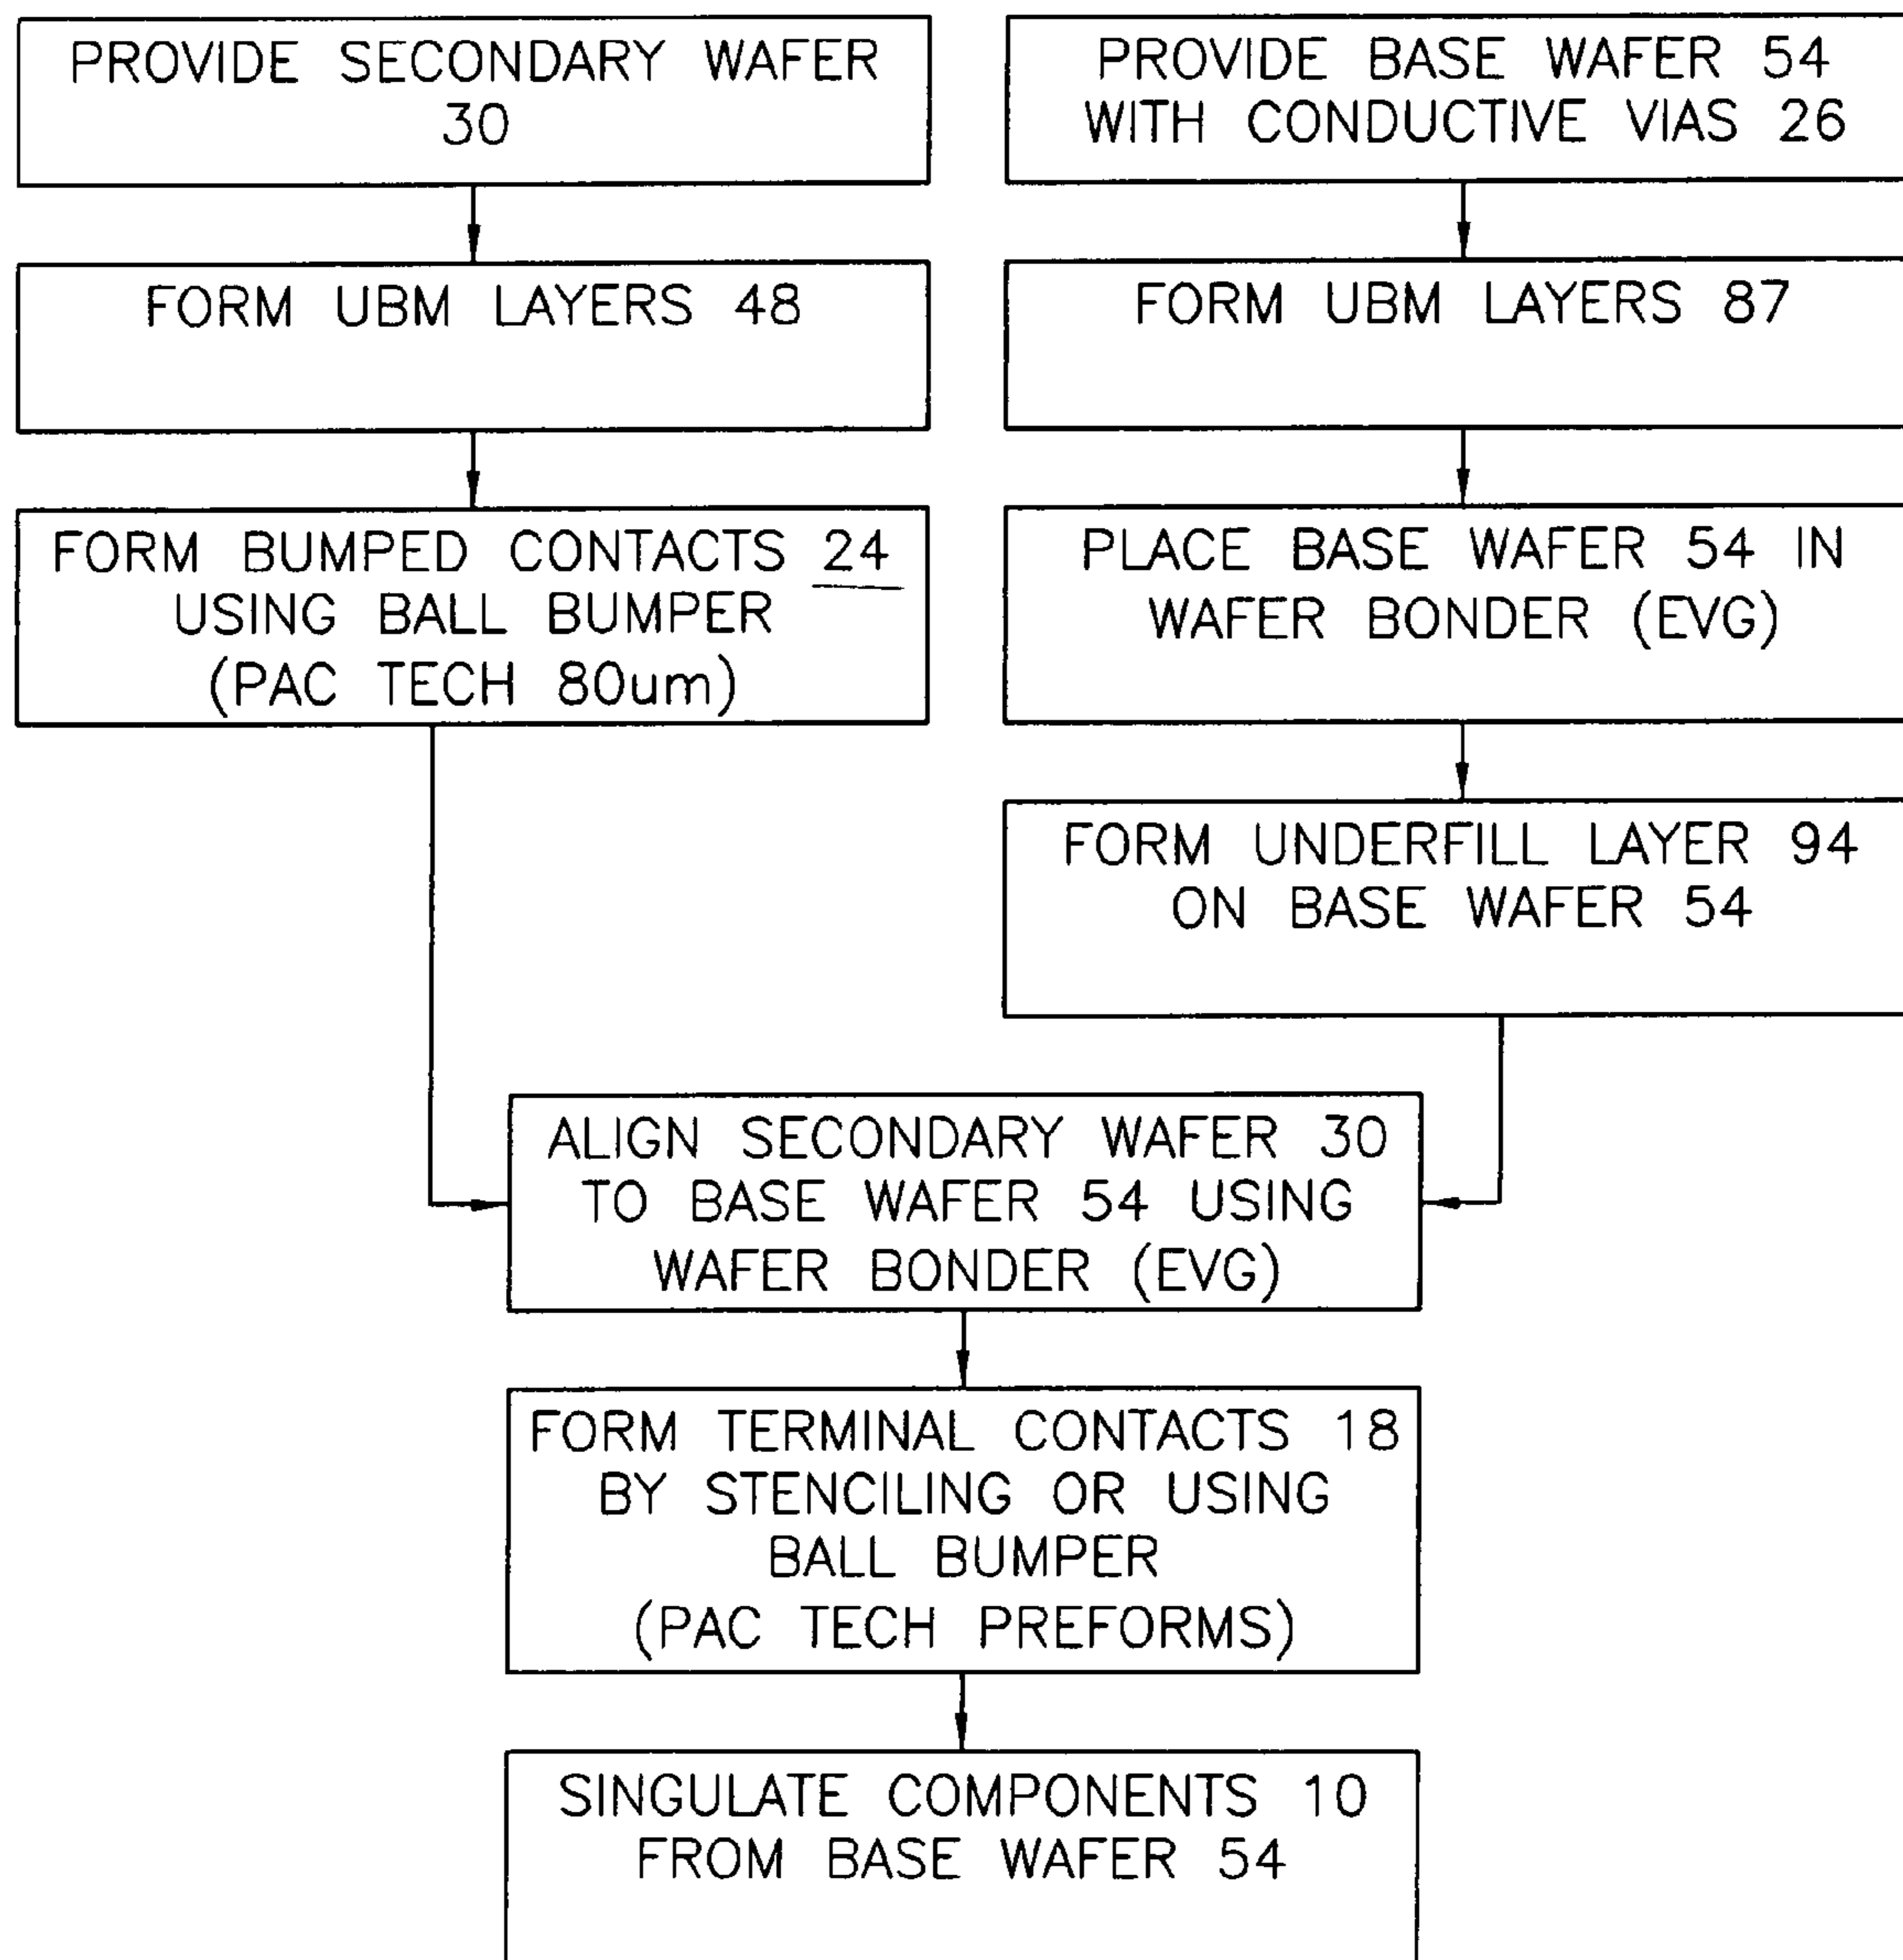 PROVIDE SECONDARY WAFER
30
FORM UBM LAYERS 48
FORM BUMPED CONTACTS 24
USING BALL BUMPER
(PAC TECH 80um)
PROVIDE BASE WAFER 54
WITH CONDUCTIVE VIAS 26
FORM UBM LAYERS 87
PLACE BASE WAFER 54 IN
WAFER BONDER (EVG)
FORM UNDERFILL LAYER 94
ON BASE WAFER 54
ALIGN SECONDARY WAFER 30
TO BASE WAFER 54 USING
WAFER BONDER (EVG)
FORM TERMINAL CONTACTS 18
BY STENCILING OR USING
BALL BUMPER
(PAC TECH PREFORMS)
SINGULATE COMPONENTS 10
FROM BASE WAFER 54